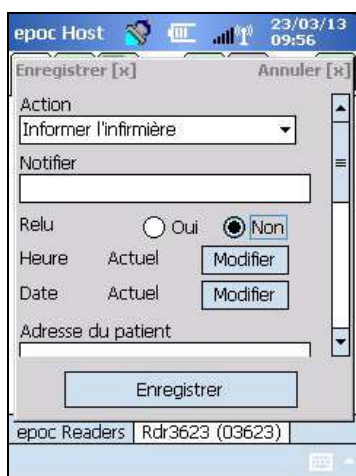 epoc Host 23/03/13
09:56
Enregistrer [x] Annuler [x]
Action
Informer l'infirmière
Notifier
Relu Oui Non
Heure Actuel Modifier
Date Actuel Modifier
Adresse du patient
Enregistrer
epoc Readers Rdr3623 (03623)